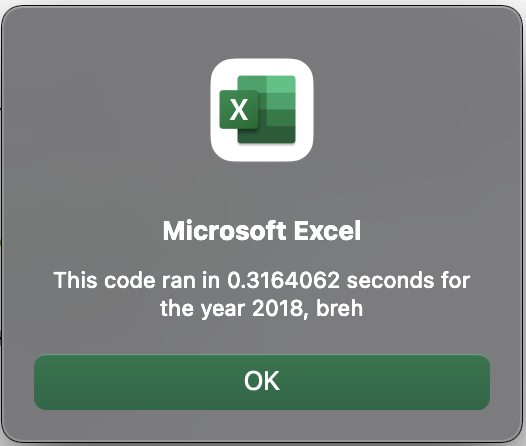 X
Microsoft Excel
This code ran in 0.3164062 seconds for
the year 2018, breh
OK